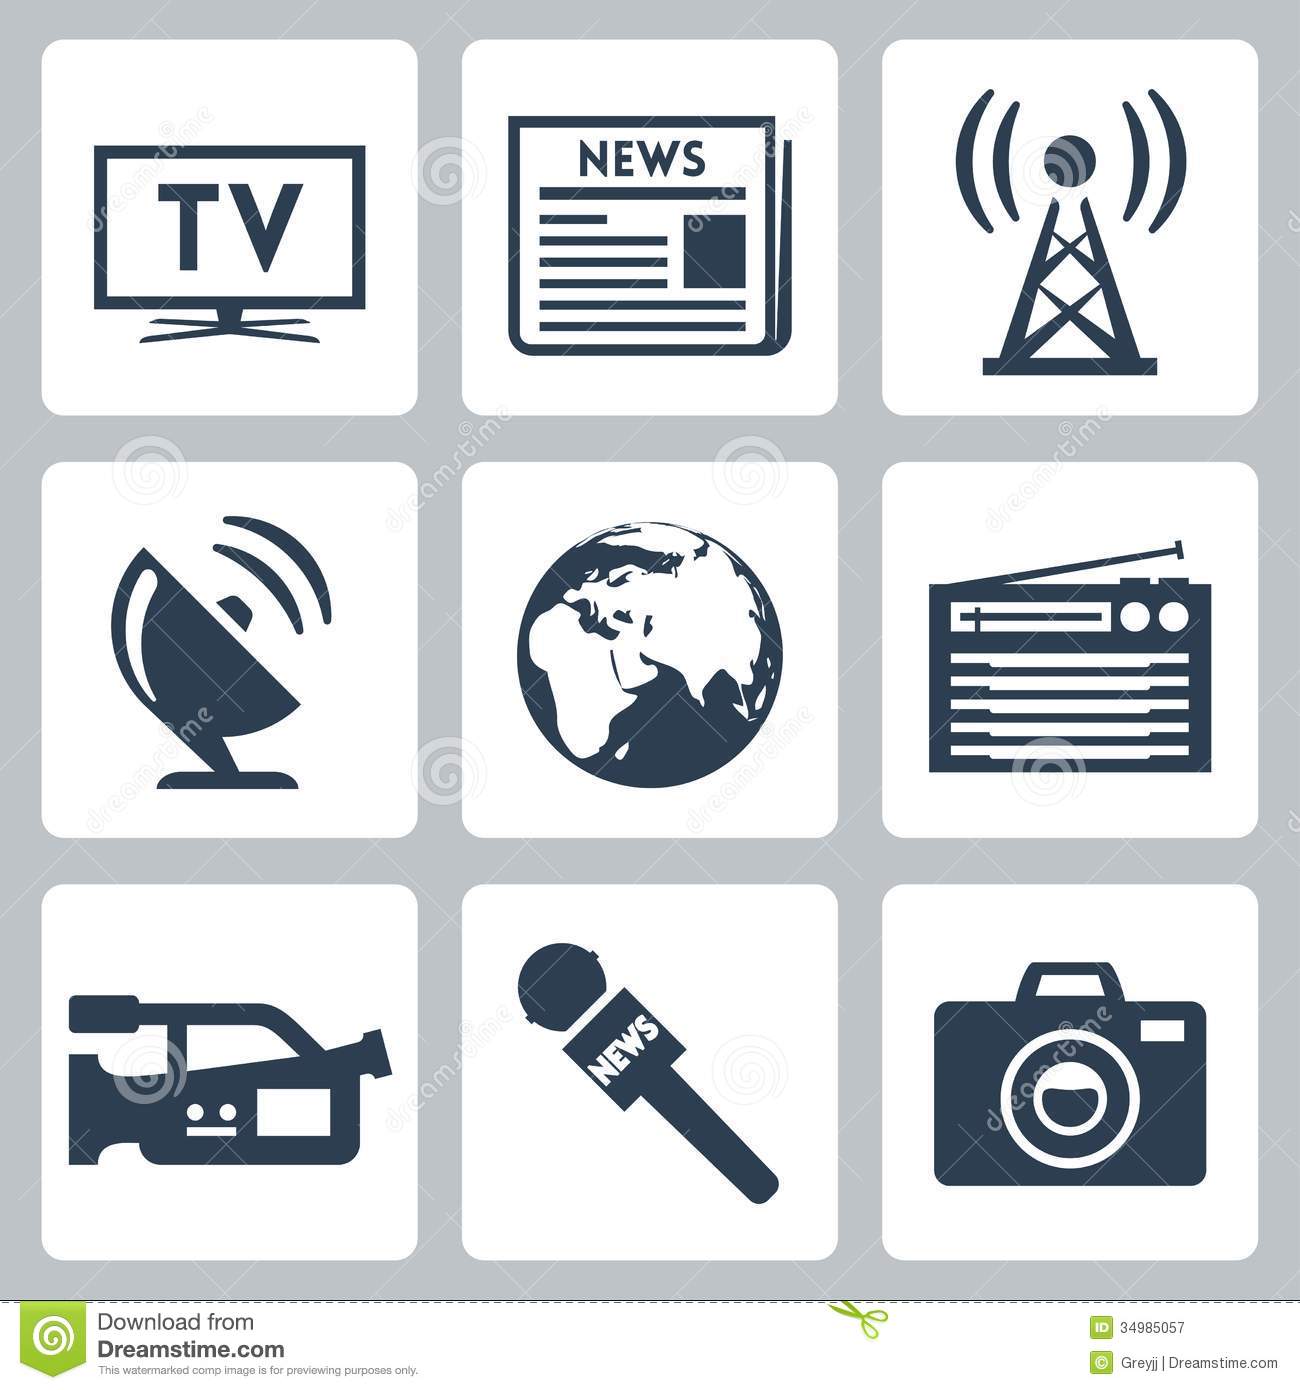 TV
NEWS
NEWS
Download from
Dreamstime.com
This watermarked comp image is for previewing purposes only.
ID 34985057
© Greyjj | Dreamstime.com